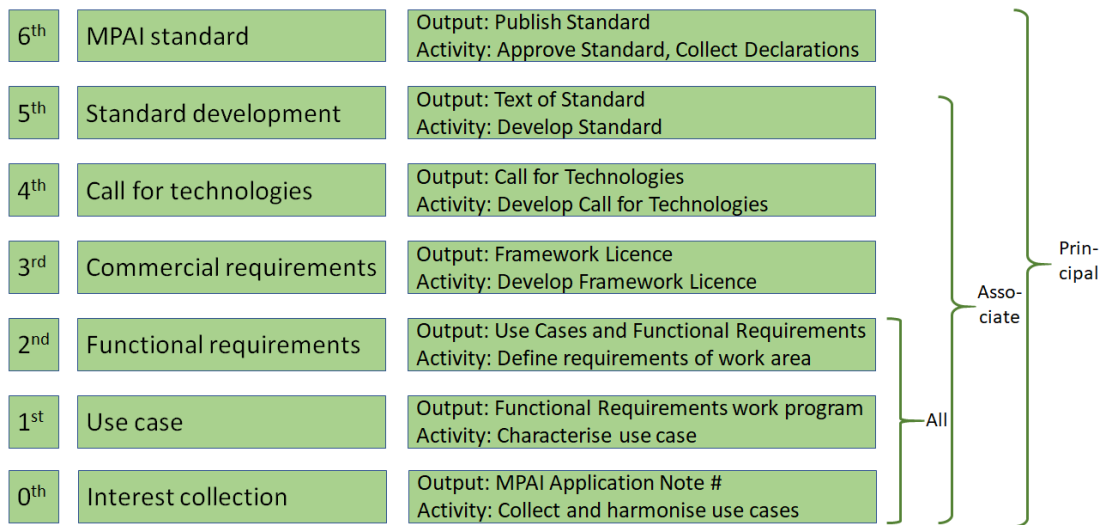 6th MPAI standard
Output: Publish Standard
Activity: Approve Standard, Collect Declarations
5th Standard development
Output: Text of Standard
Activity: Develop Standard
4th Call for technologies
Output: Call for Technologies
Activity: Develop Call for Technologies
3rd Commercial requirements
Output: Framework Licence
Activity: Develop Framework Licence
2nd Functional requirements
Output: Use Cases and Functional Requirements
Activity: Define requirements of work area
1st Use case
Output: Functional Requirements work program
Activity: Characterise use case
0th Interest collection
Output: MPAI Application Note #
Activity: Collect and harmonise use cases
All
Asso-
ciate
Prin-
cipal